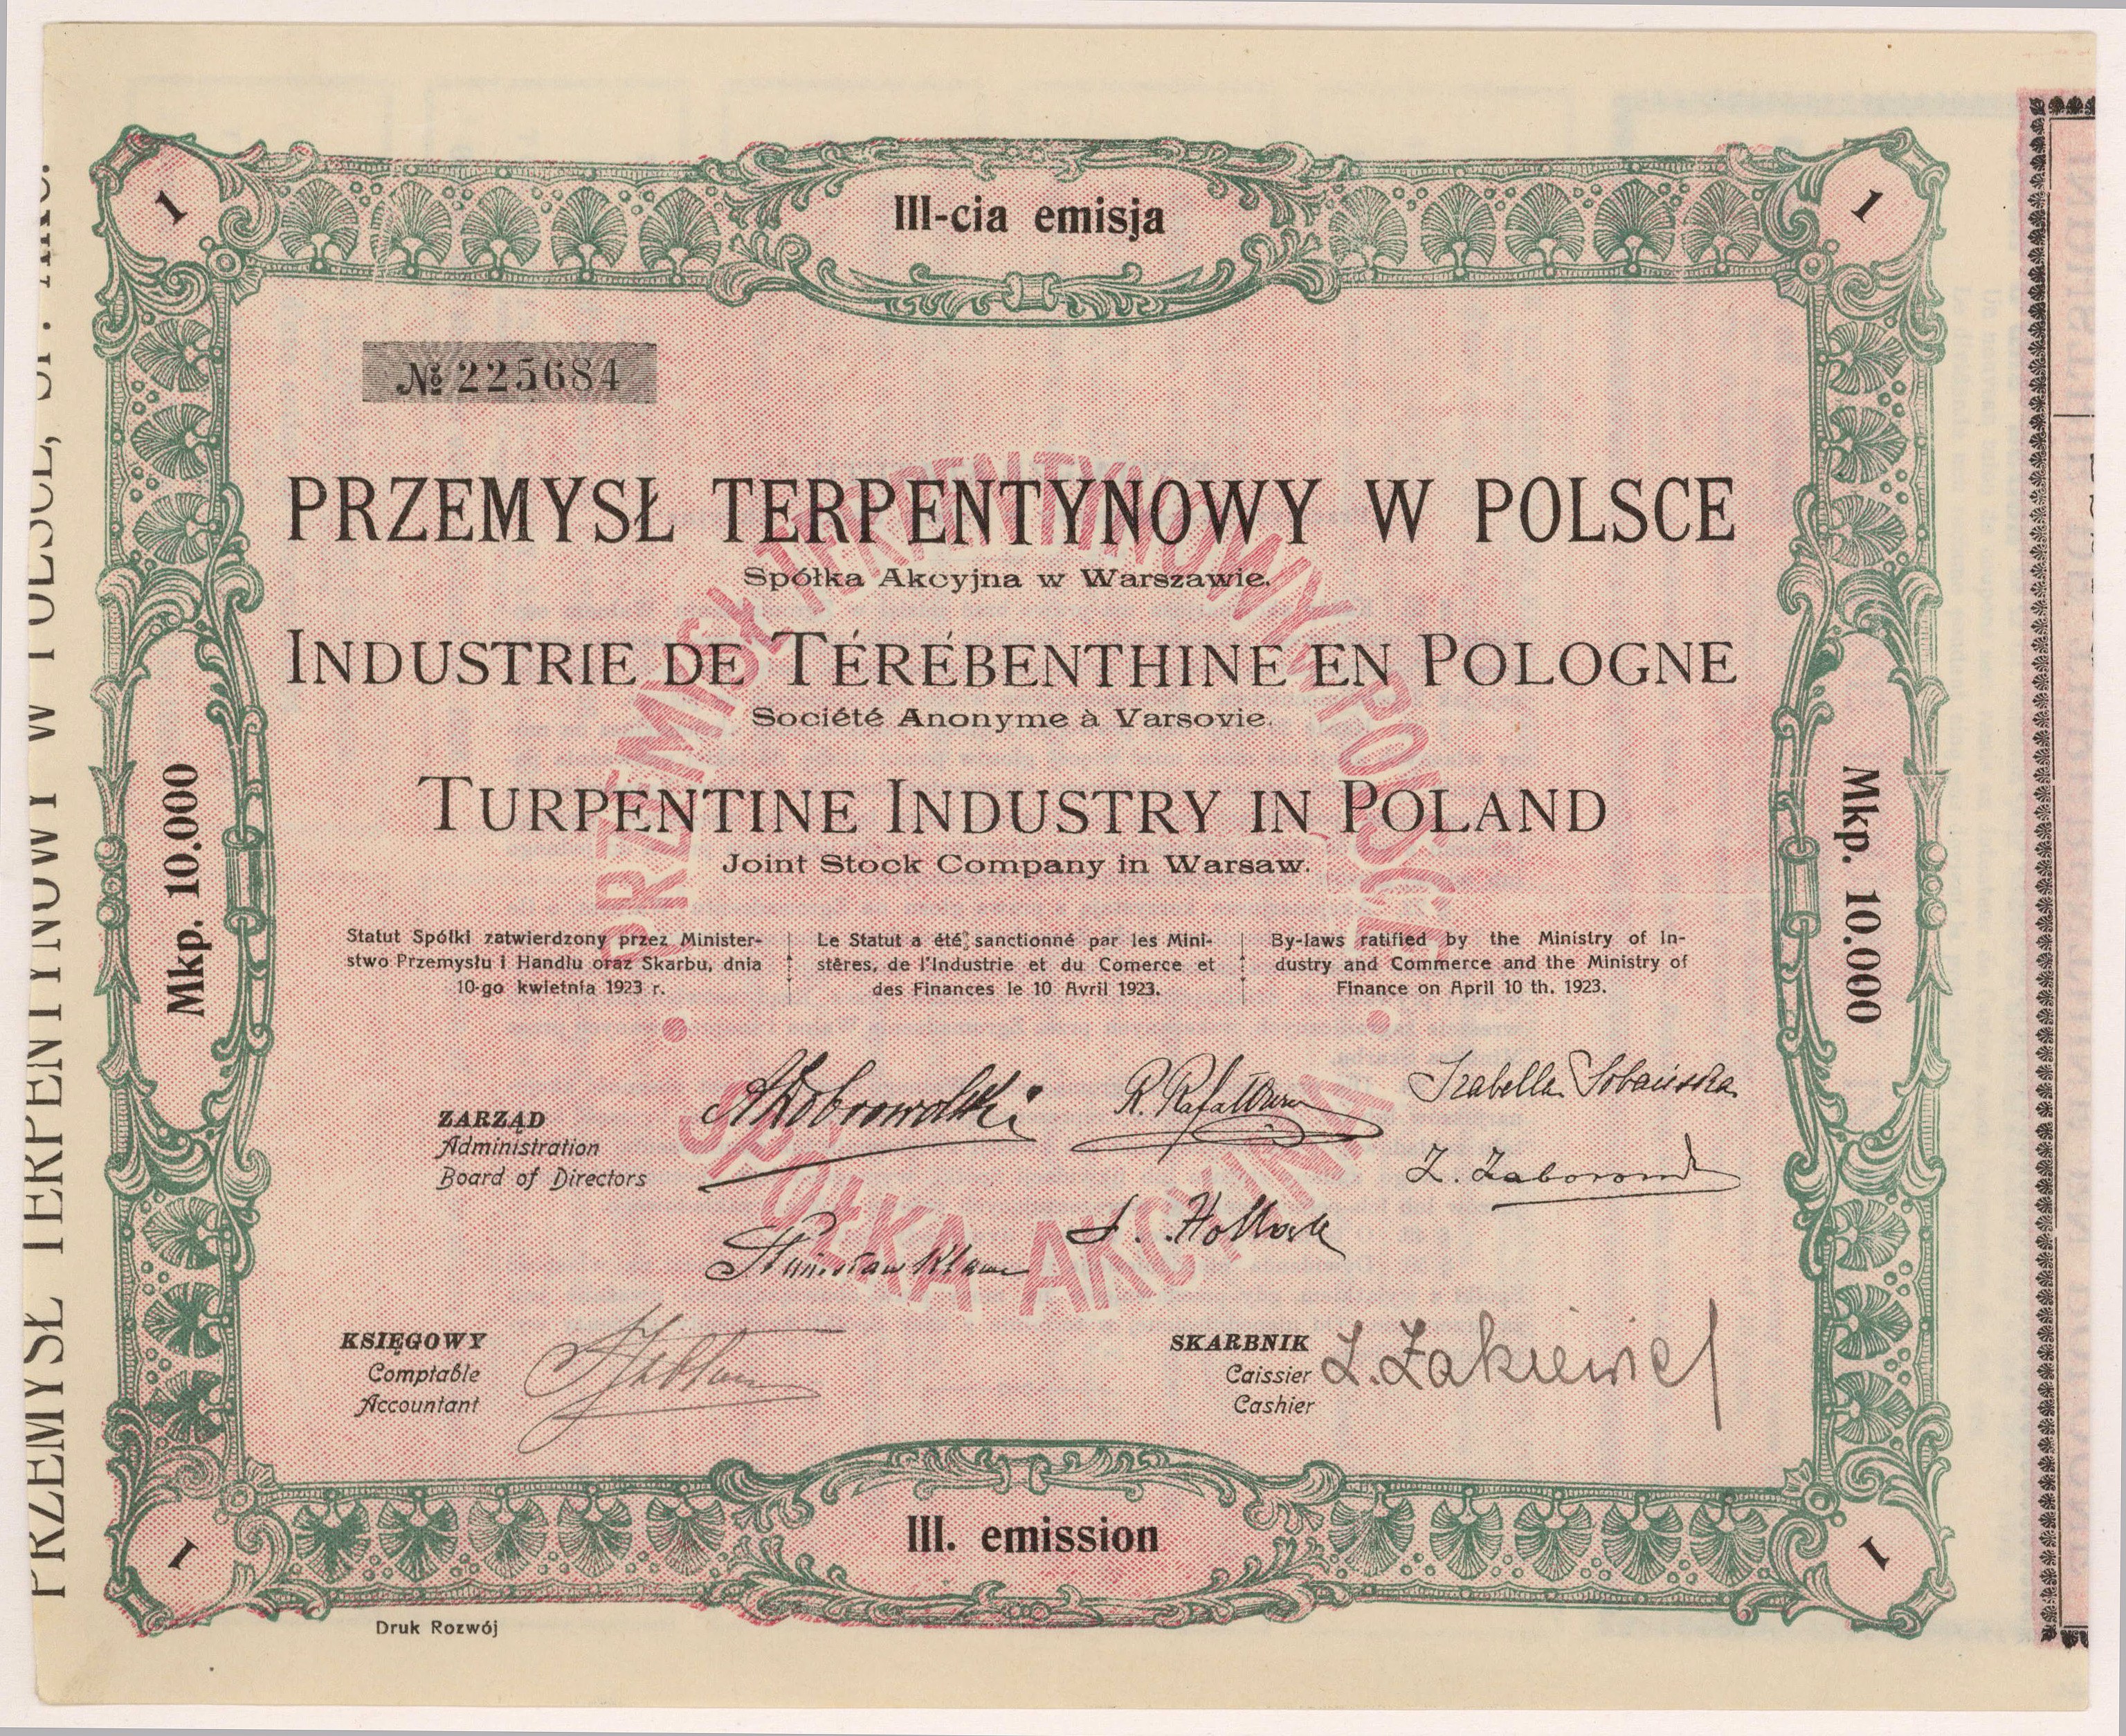 III-cia emisja
1
1
№ 225684
PRZEMYSŁ TERPENTYNOWY W POLSCE
Spółka Akcyjna w Warszawie.
INDUSTRIE DE TÉRÉBENTHINE EN POLOGNE
Société Anonyme à Varsovie.
TURPENTINE INDUSTRY IN POLAND
Joint Stock Company in Warsaw.
Statut Spółki zatwierdzony przez Minister-
stwo Przemysłu i Handlu oraz Skarbu, dnia
10-go kwietnia 1923 r.
Le Statut a été sanctionné par les Mini-
stères, de l'Industrie et du Comerce et
des Finances le 10 Avril 1923.
By-laws ratified by the Ministry of In-
dustry and Commerce and the Ministry of
Finance on April 10 th. 1923.
Mkp. 10.000
Mkp. 10.000
PRZEMYSŁ TERPENTYNOWY W POLSCE
SPÓŁKA AKCYJNA
ZARZĄD
Administration
Board of Directors
A Dobrowolski
Izabella Sobańska
KSIĘGOWY
Comptable
Accountant
SKARBNIK
Caissier
Cashier
III. emission
1
1
Druk Rozwój
PRZEMYSŁ TERPENTYNOWY W POLSCE, SP. AKC.